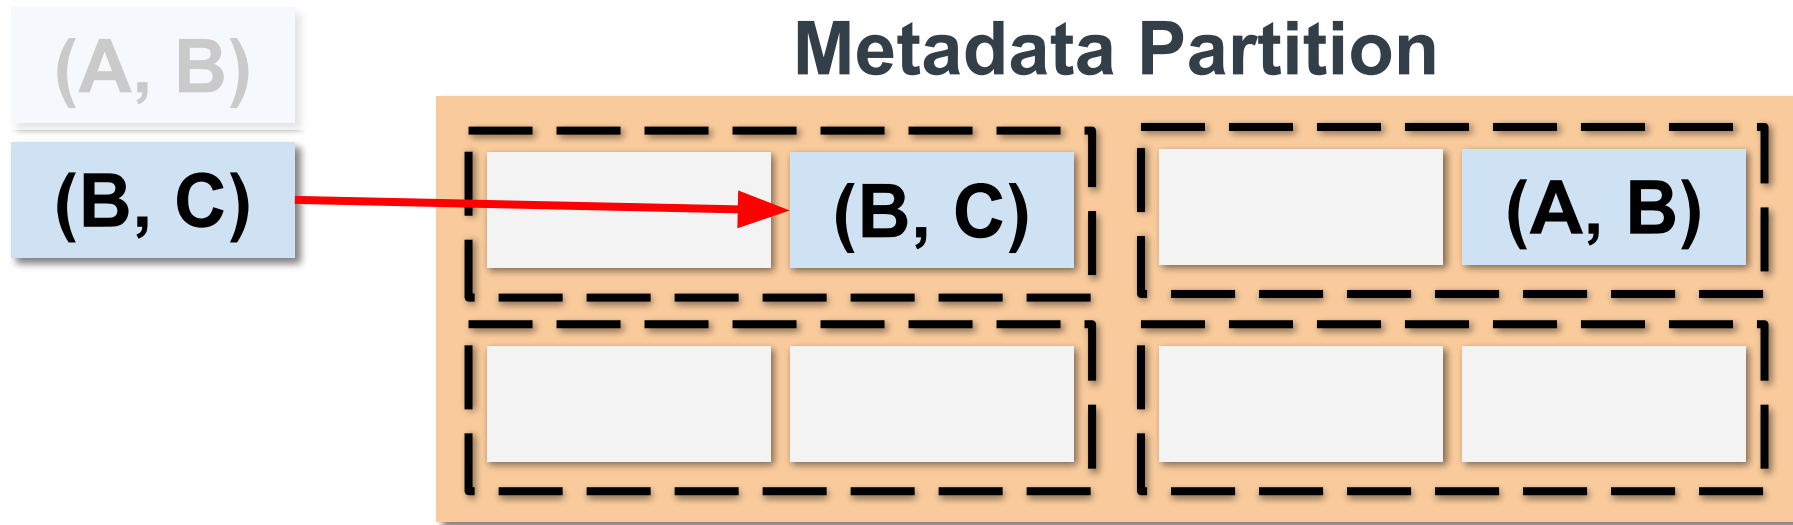 (A, B)
Metadata Partition
(B, C)
(B, C)
(A, B)